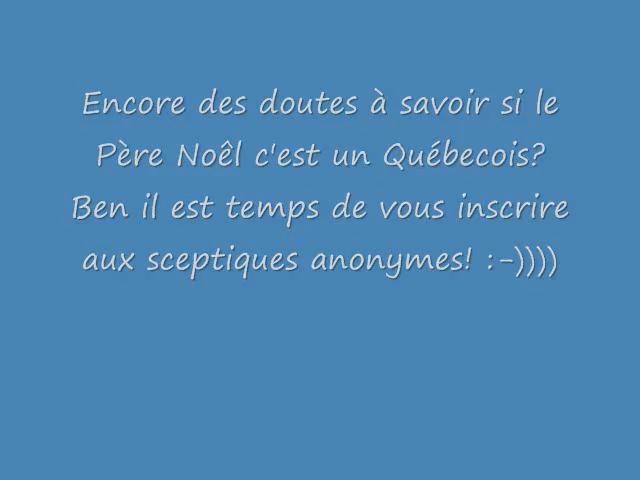 Encore des doutes à savoir si le
Père Noêl c'est un Québecois?
Ben il est temps de vous inscrire
aux sceptiques anonymes! :-))))